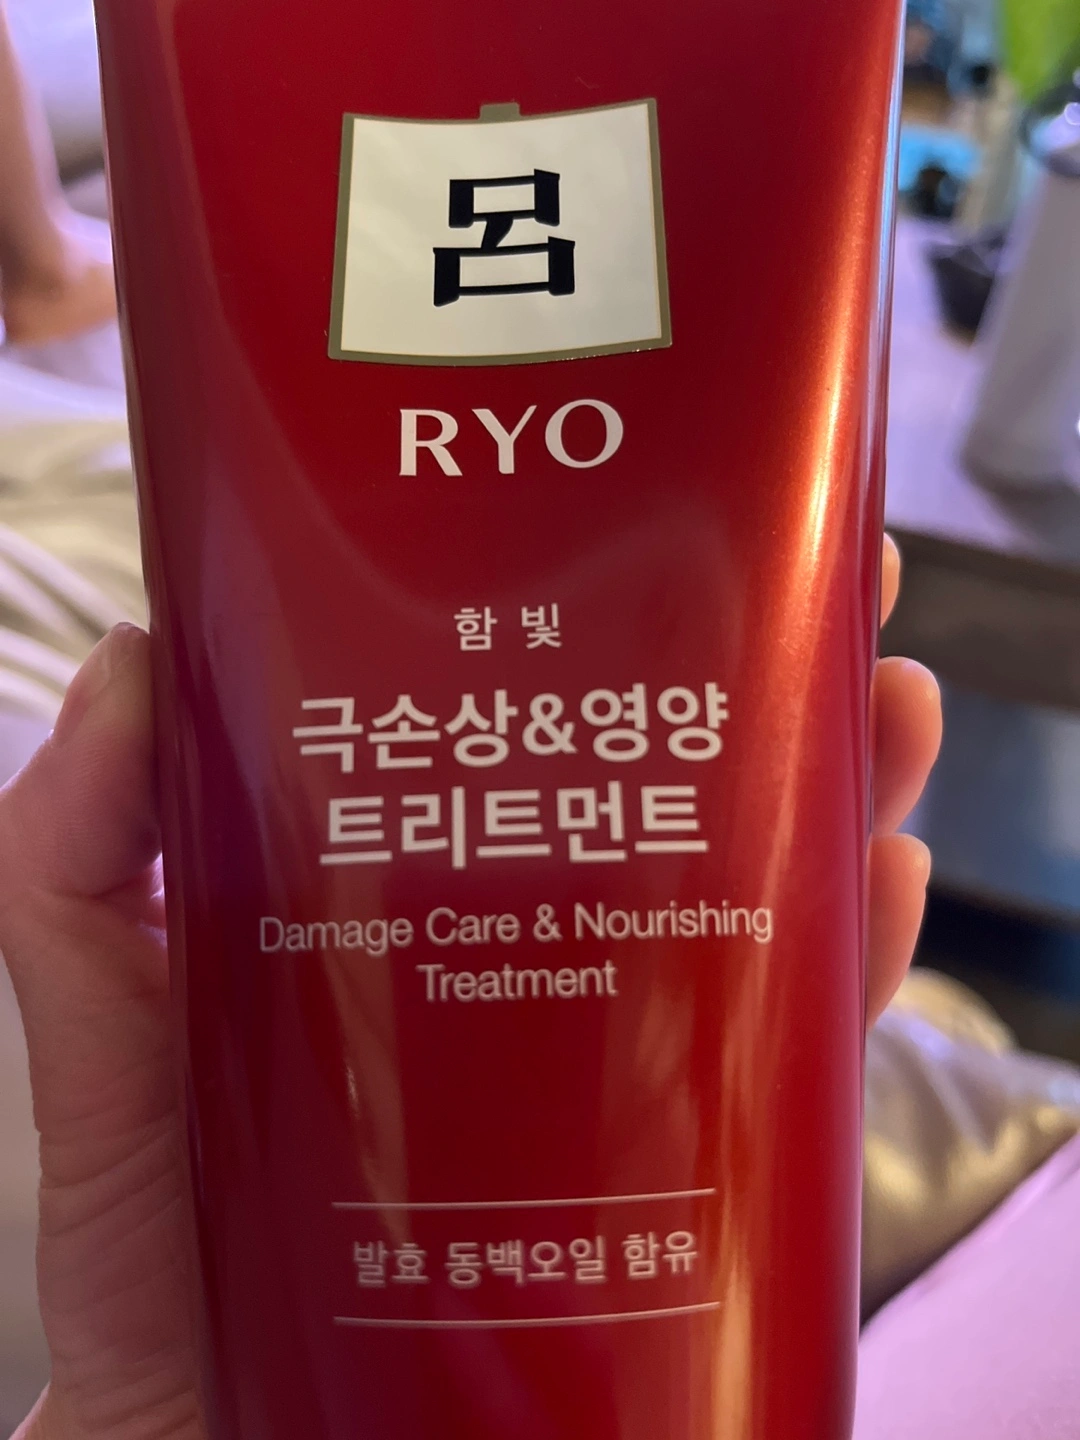 呂
RYO
함빛
극손상&영양
트리트먼트
Damage Care & Nourishing
Treatment
발효 동백오일 함유